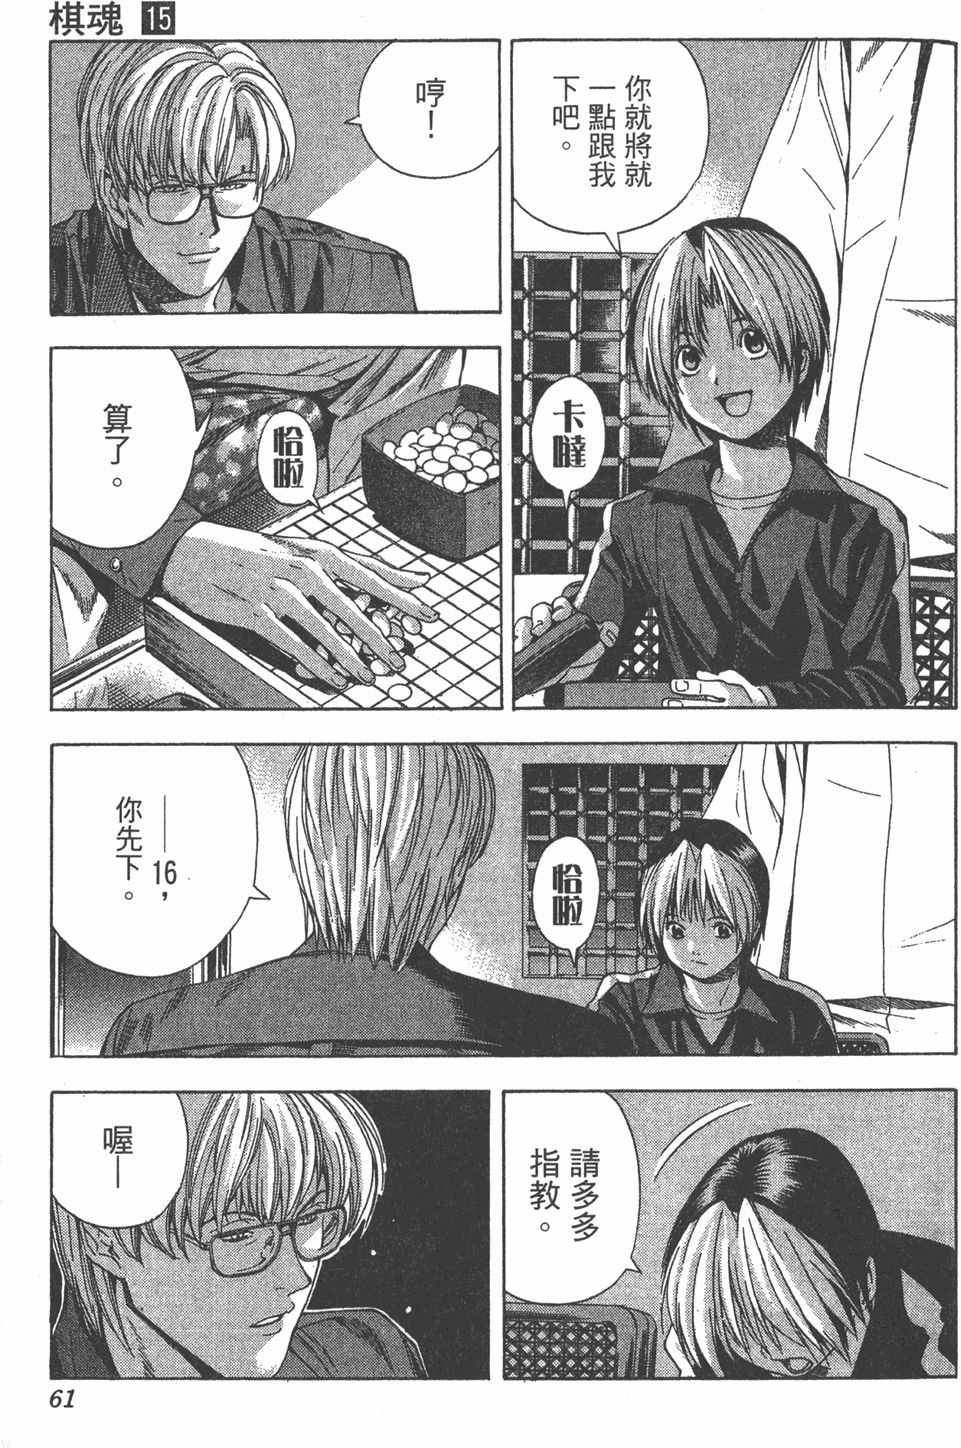 棋魂 15
你就將就
一點跟我
下吧。
卡噠
哼！
恰啦
算了。
恰啦
——16，
你先下。
請多多
指教。
喔—
61